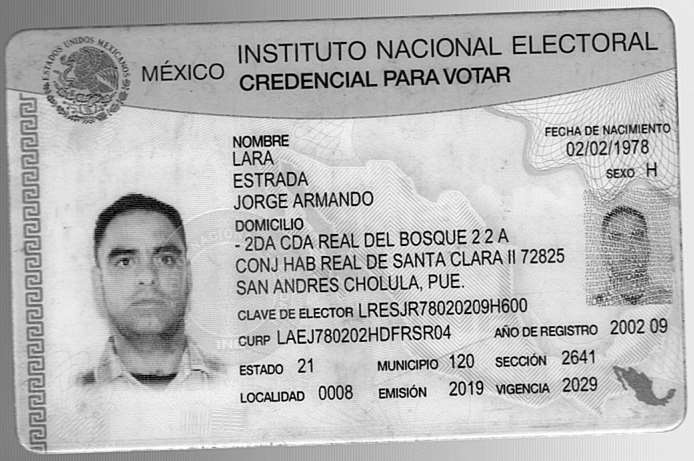 ESTADOS UNIDOS MEXICANOS
MÉXICO INSTITUTO NACIONAL ELECTORAL
CREDENCIAL PARA VOTAR
NOMBRE
LARA
ESTRADA
JORGE ARMANDO
FECHA DE NACIMIENTO
02/02/1978
SEXO H
DOMICILIO
- 2DA CDA REAL DEL BOSQUE 2 2 A
CONJ HAB REAL DE SANTA CLARA II 72825
SAN ANDRES CHOLULA, PUE.
CLAVE DE ELECTOR LRESJR78020209H600
CURP LAEJ780202HDFRSR04 AÑO DE REGISTRO 2002 09
ESTADO 21 MUNICIPIO 120 SECCIÓN 2641
LOCALIDAD 0008 EMISIÓN 2019 VIGENCIA 2029